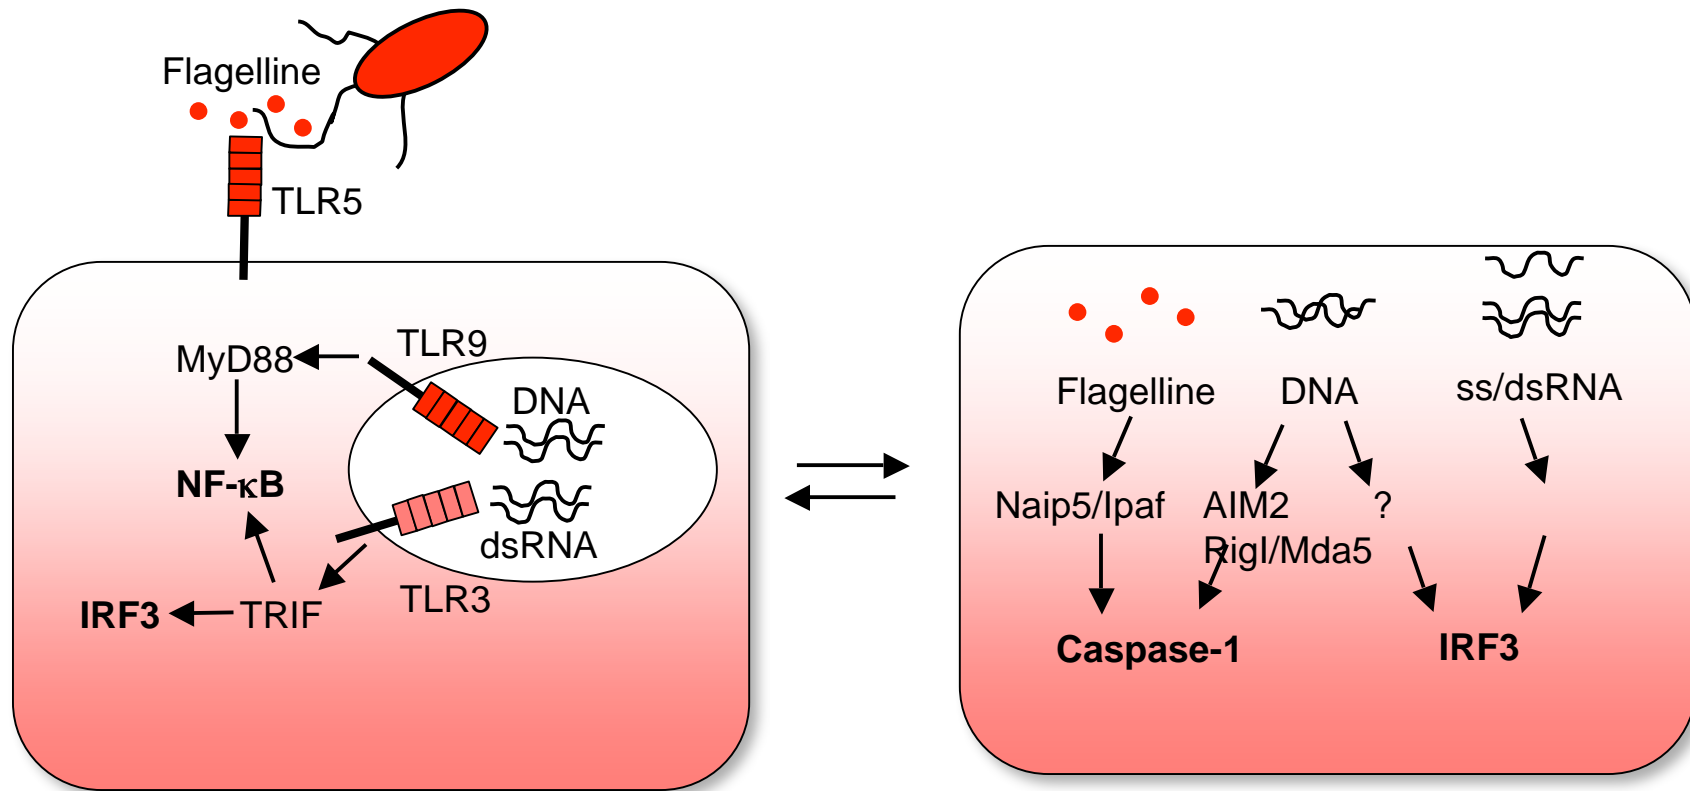 Flagelline
TLR5
TLR9
MyD88
DNA
NF-κB
dsRNA
TLR3
IRF3
TRIF
Flagelline
DNA
ss/dsRNA
Naip5/Ipaf
AIM2
?
RigI/Mda5
Caspase-1
IRF3